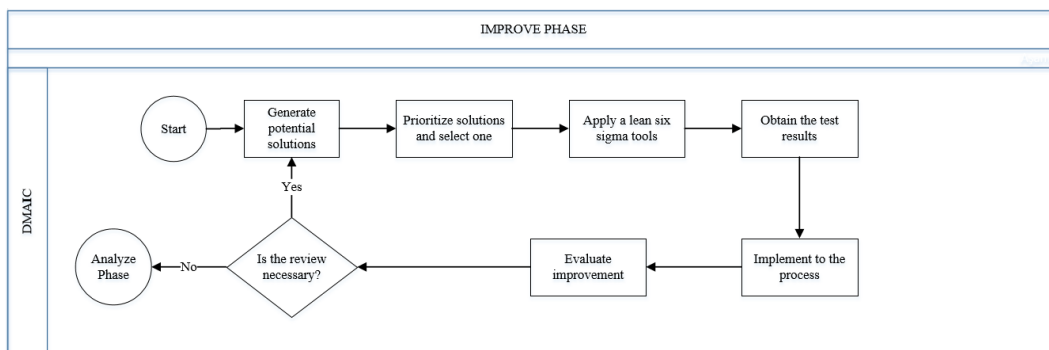 IMPROVE PHASE
DMAIC
Start
Generate
potential
solutions
Prioritize solutions
and select one
Apply a lean six
sigma tools
Obtain the test
results
Yes
Analyze
Phase
No
Is the review
necessary?
Evaluate
improvement
Implement to the
process